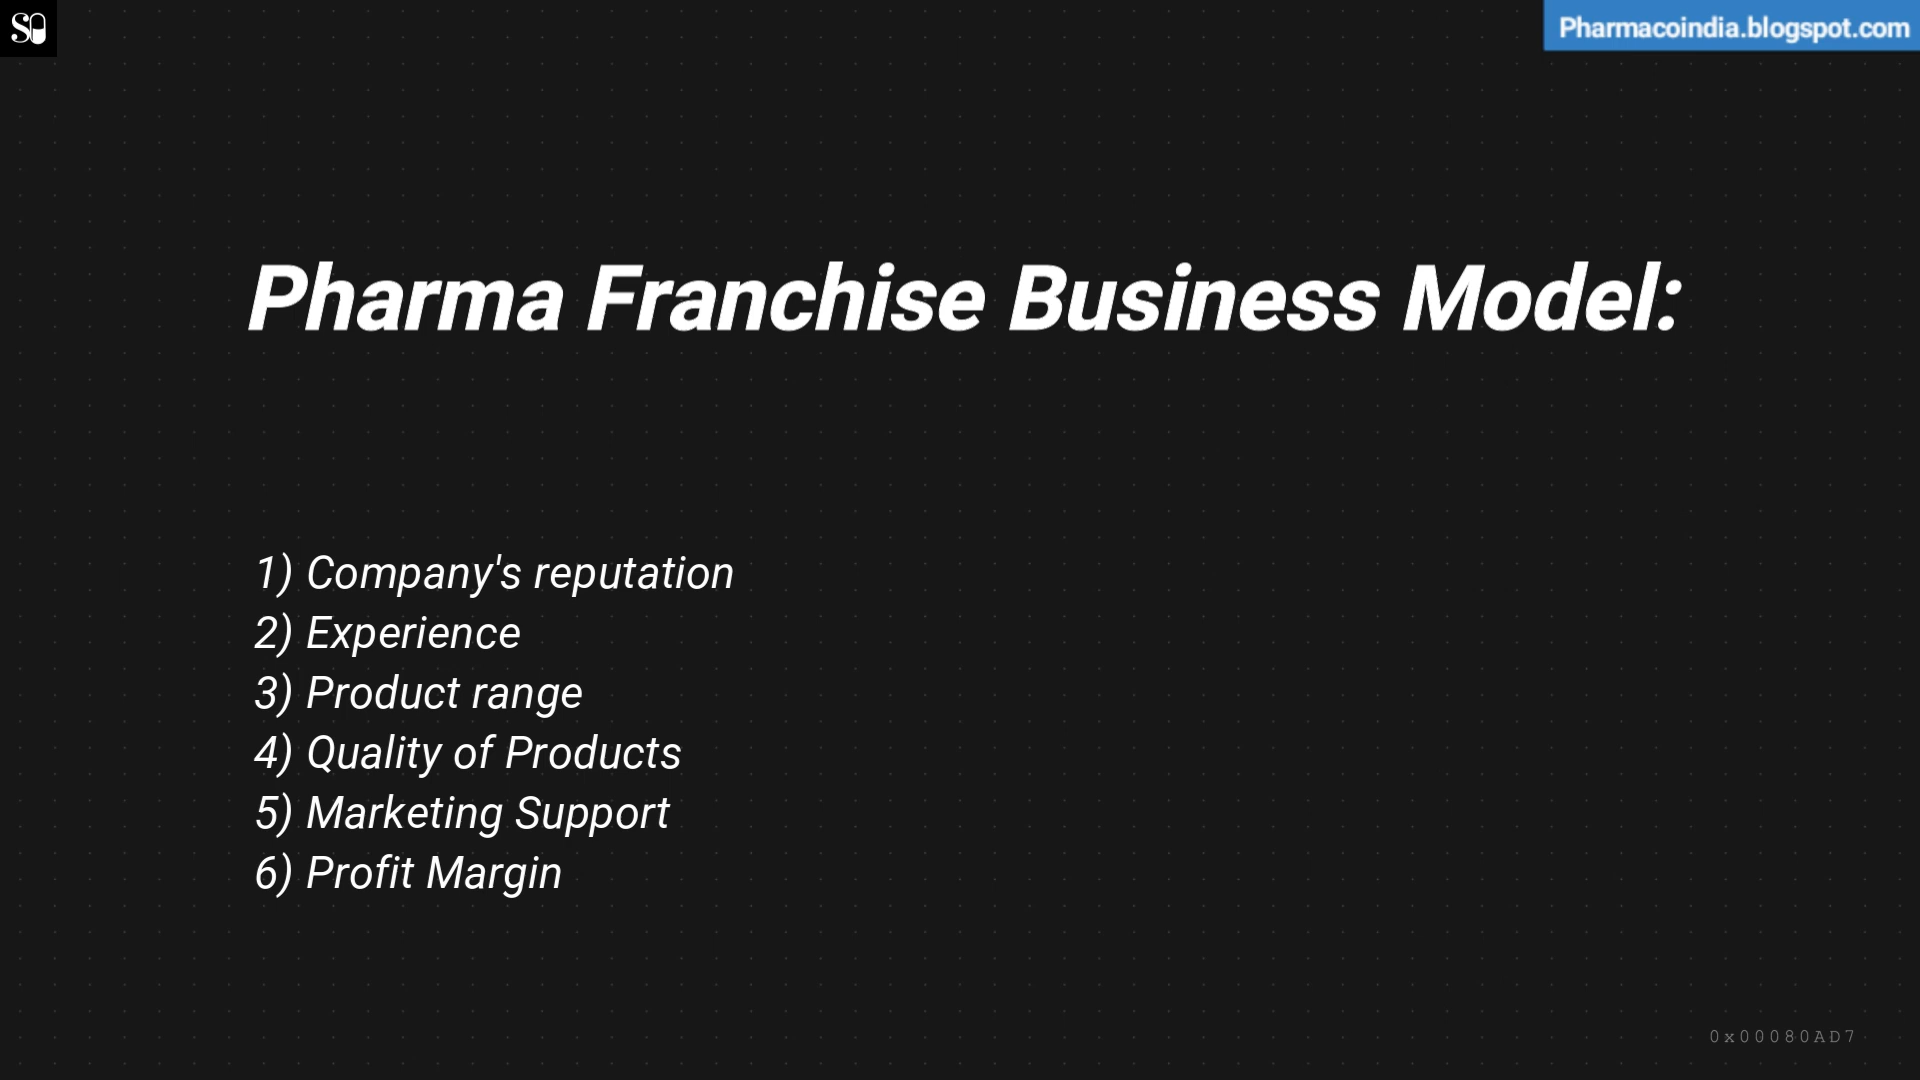 S
Pharmacoindia.blogspot.com
Pharma Franchise Business Model:
1) Company's reputation
2) Experience
3) Product range
4) Quality of Products
5) Marketing Support
6) Profit Margin
0x00080AD7